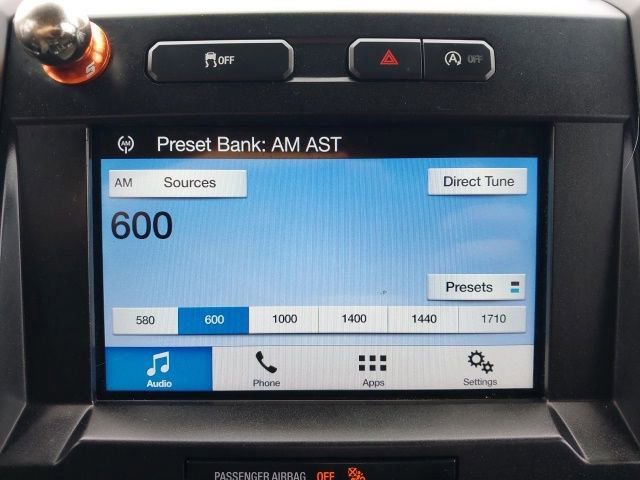 OFF
A OFF
AM Preset Bank: AM AST
AM Sources Direct Tune
600
Presets
580 600 1000 1400 1440 1710
Audio Phone Apps Settings
PASSENGER AIRBAG OFF